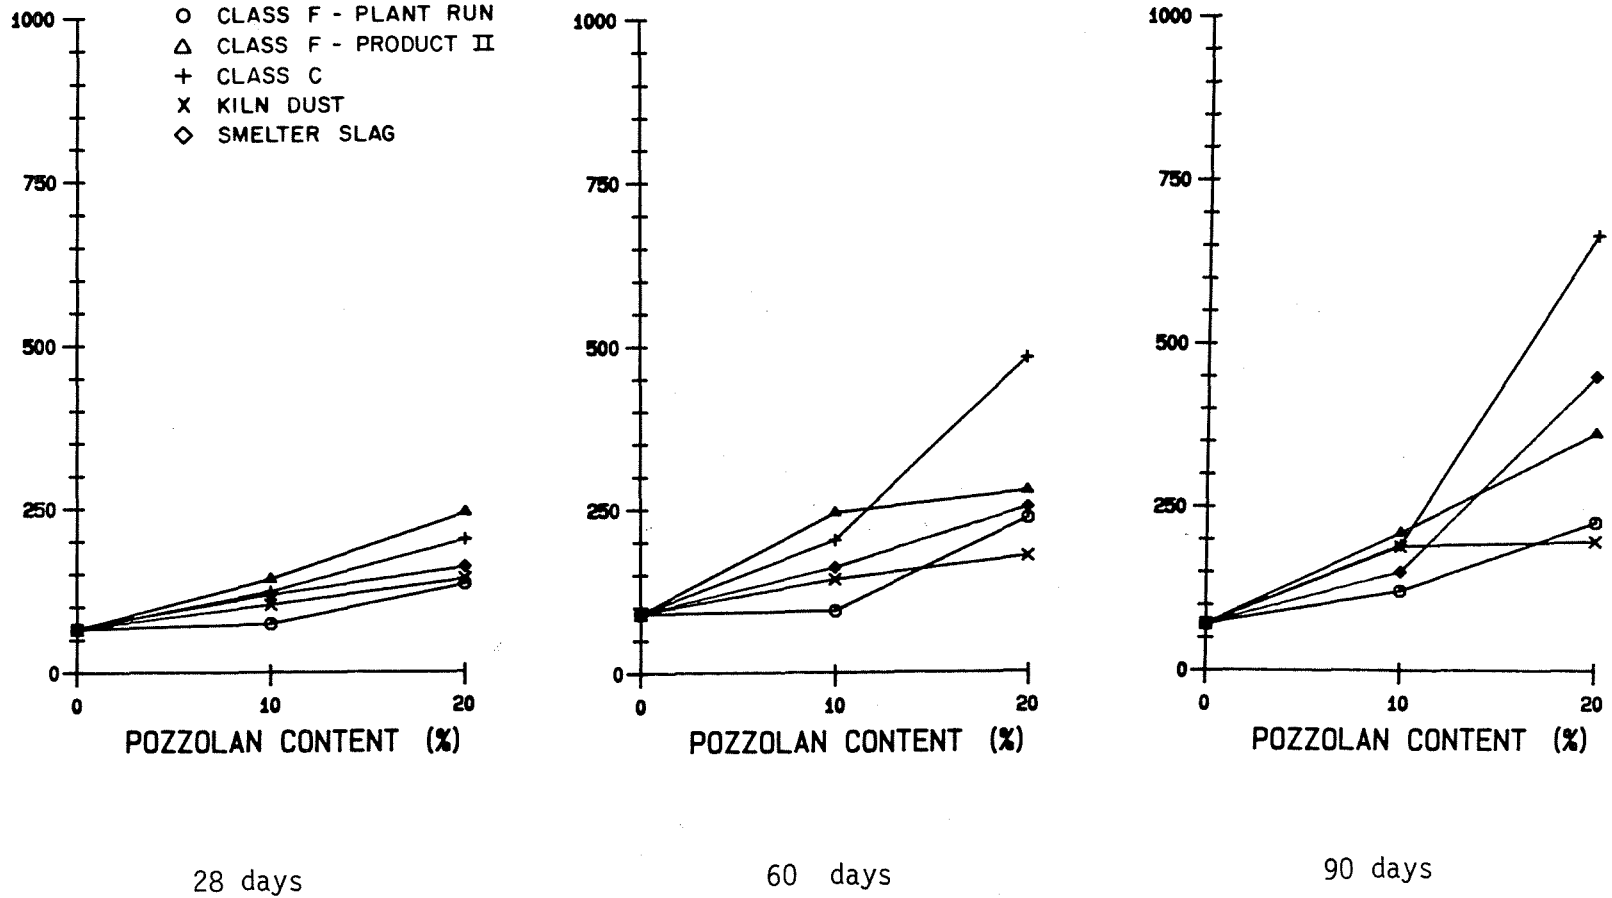 1000
750
500
250
0
0 10 20
POZZOLAN CONTENT (%)
28 days
CLASS F - PLANT RUN
CLASS F - PRODUCT II
CLASS C
KILN DUST
SMELTER SLAG
1000
750
500
250
0
0 10 20
POZZOLAN CONTENT (%)
60 days
1000
750
500
250
0
0 10 20
POZZOLAN CONTENT (%)
90 days